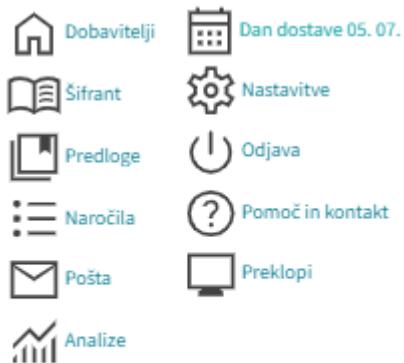 Dobavitelji
Šifrant
Predloge
Naročila
Pošta
Analize
Dan dostave 05. 07.
Nastavitve
Odjava
Pomoč in kontakt
Preklopi